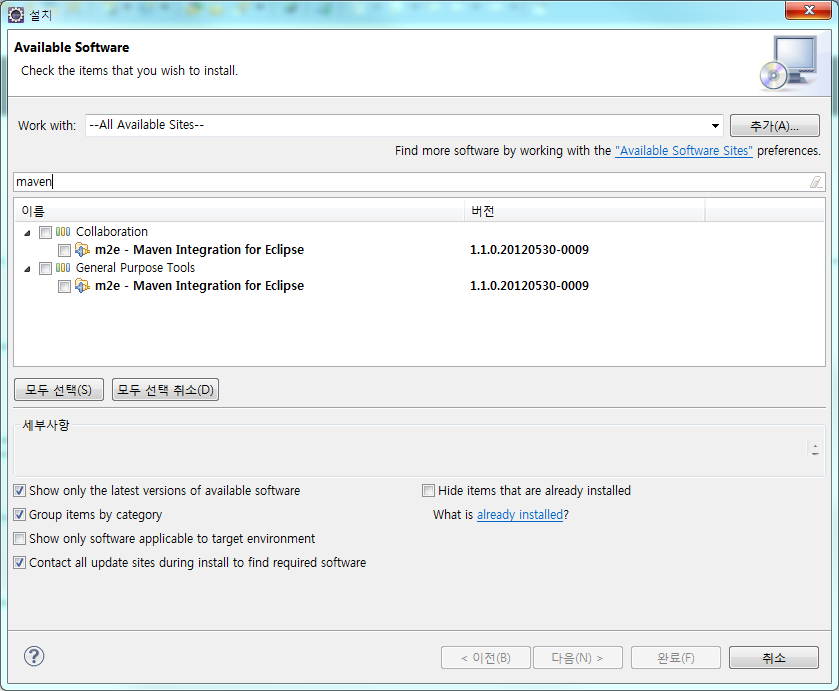 설치
Available Software
Check the items that you wish to install.
Work with: --All Available Sites-- 추가(A)...
Find more software by working with the "Available Software Sites" preferences.
maven
이름 버전
Collaboration
m2e - Maven Integration for Eclipse 1.1.0.20120530-0009
General Purpose Tools
m2e - Maven Integration for Eclipse 1.1.0.20120530-0009
모두 선택(S) 모두 선택 취소(D)
세부사항
Show only the latest versions of available software Hide items that are already installed
Group items by category What is already installed?
Show only software applicable to target environment
Contact all update sites during install to find required software
? < 이전(B) 다음(N) > 완료(F) 취소